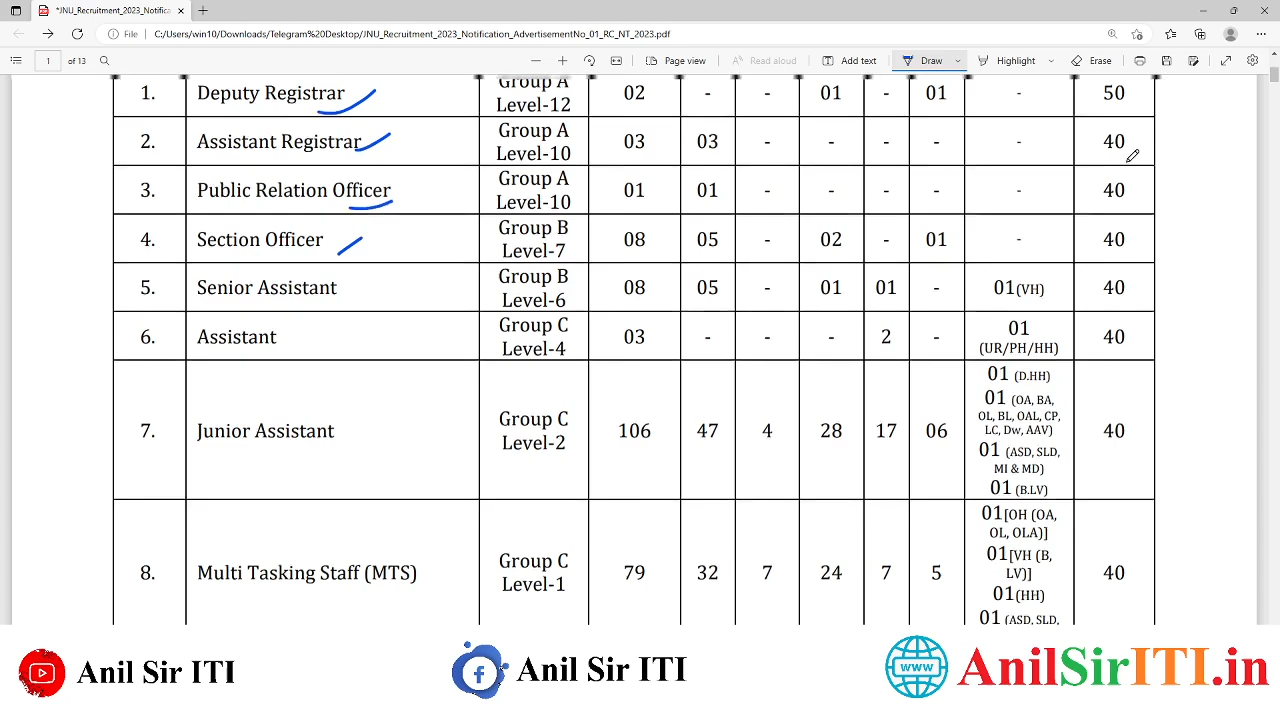 *JNU_Recruitment_2023_Notifica
File C:/Users/win10/Downloads/Telegram%20Desktop/JNU_Recruitment_2023_Notification_AdvertisementNo_01_RC_NT_2023.pdf
1 of 13 Page view Read aloud Add text Draw Highlight Erase
1. Deputy Registrar Group A Level-12 02 - - 01 - 01 - 50
2. Assistant Registrar Group A Level-10 03 03 - - - - - 40
3. Public Relation Officer Group A Level-10 01 01 - - - - - 40
4. Section Officer Group B Level-7 08 05 - 02 - 01 - 40
5. Senior Assistant Group B Level-6 08 05 - 01 01 - 01(VH) 40
6. Assistant Group C Level-4 03 - - - 2 - 01 (UR/PH/HH) 40
7. Junior Assistant Group C Level-2 106 47 4 28 17 06 01 (D.HH) 01 (OA, BA, OL, BL, OAL, CP, LC, Dw, AAV) 01 (ASD, SLD, MI & MD) 01 (B.LV) 40
8. Multi Tasking Staff (MTS) Group C Level-1 79 32 7 24 7 5 01[OH (OA, OL, OLA)] 01[VH (B, LV)] 01(HH) 01 (ASD, SLD, 40
Anil Sir ITI
f Anil Sir ITI
www AnilSirITI.in